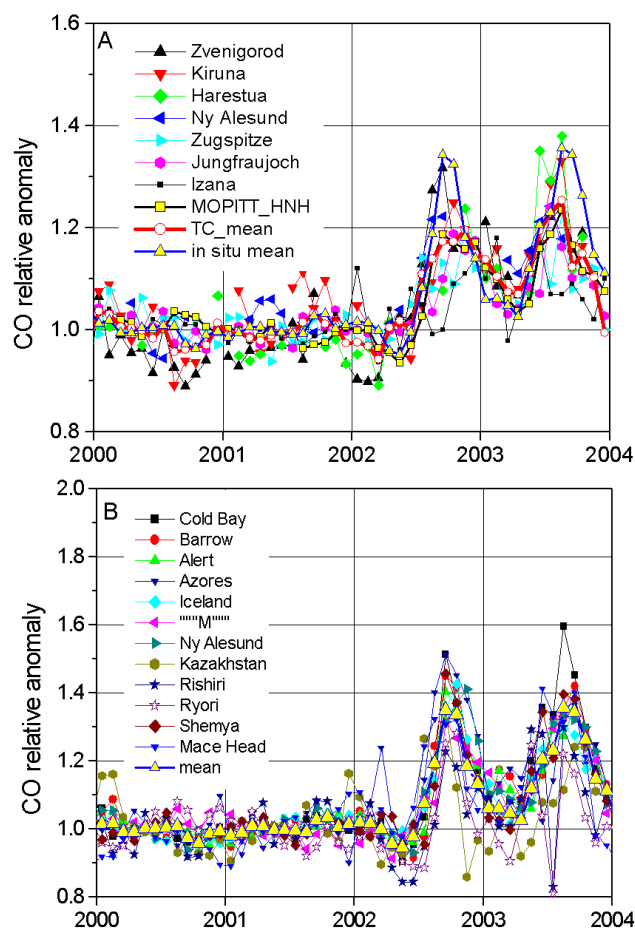 A
CO relative anomaly
1.6
1.4
1.2
1.0
0.8
Zvenigorod
Kiruna
Harestua
Ny Alesund
Zugspitze
Jungfraujoch
Izana
MOPITT_HNH
TC_mean
in situ mean
2000 2001 2002 2003 2004
B
CO relative anomaly
2.0
1.8
1.6
1.4
1.2
1.0
0.8
Cold Bay
Barrow
Alert
Azores
Iceland
""""M""""
Ny Alesund
Kazakhstan
Rishiri
Ryori
Shemya
Mace Head
mean
2000 2001 2002 2003 2004